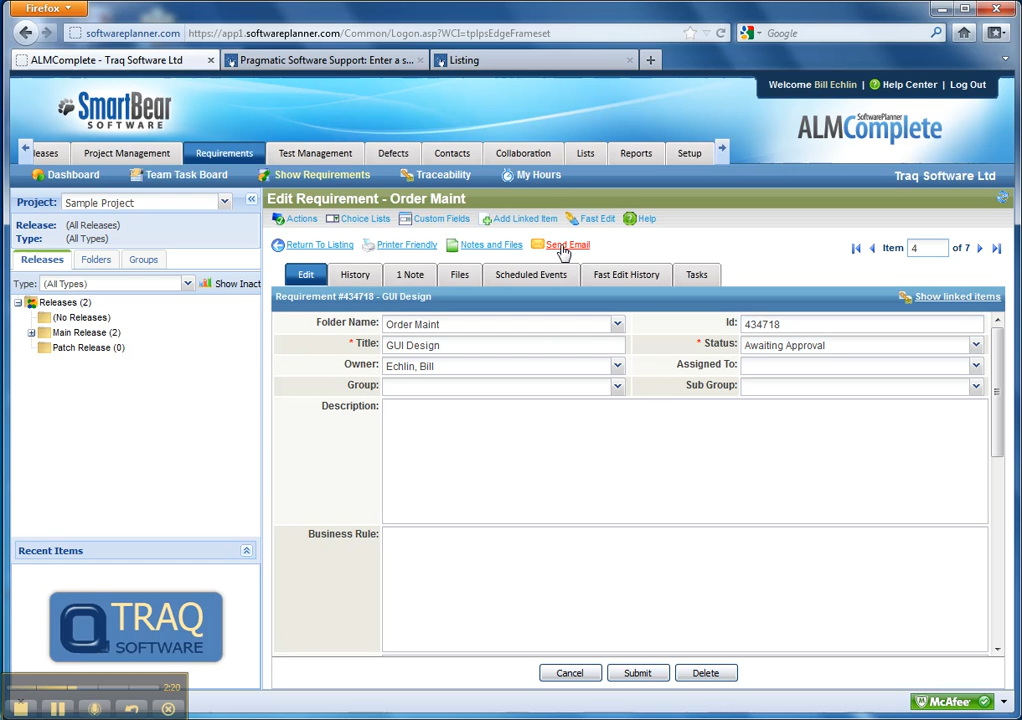 Firefox
softwareplanner.com
https://app1.softwareplanner.com/Common/Logon.asp?WCI=tplpsEdgeFrameset
Google
ALMComplete - Traq Software Ltd
Pragmatic Software Support: Enter a s...
Listing
Welcome Bill Echlin | Help Center | Log Out
SmartBear
SOFTWARE
SoftwarePlanner
ALMComplete
leases
Project Management
Requirements
Test Management
Defects
Contacts
Collaboration
Lists
Reports
Setup
Dashboard
Team Task Board
Show Requirements
Traceability
My Hours
Traq Software Ltd
Project:
Sample Project
Release: (All Releases)
Type: (All Types)
Releases
Folders
Groups
Type:
(All Types)
Show Inact
Releases (2)
(No Releases)
Main Release (2)
Patch Release (0)
Recent Items
TRAQ
SOFTWARE
Edit Requirement - Order Maint
Actions
Choice Lists
Custom Fields
Add Linked Item
Fast Edit
Help
Return To Listing
Printer Friendly
Notes and Files
Send Email
Item 4 of 7
Edit
History
1 Note
Files
Scheduled Events
Fast Edit History
Tasks
Requirement #434718 - GUI Design
Show linked items
Folder Name: Order Maint
Id: 434718
* Title: GUI Design
* Status: Awaiting Approval
Owner: Echlin, Bill
Assigned To:
Group:
Sub Group:
Description:
Business Rule:
Cancel
Submit
Delete
2:20
McAfee